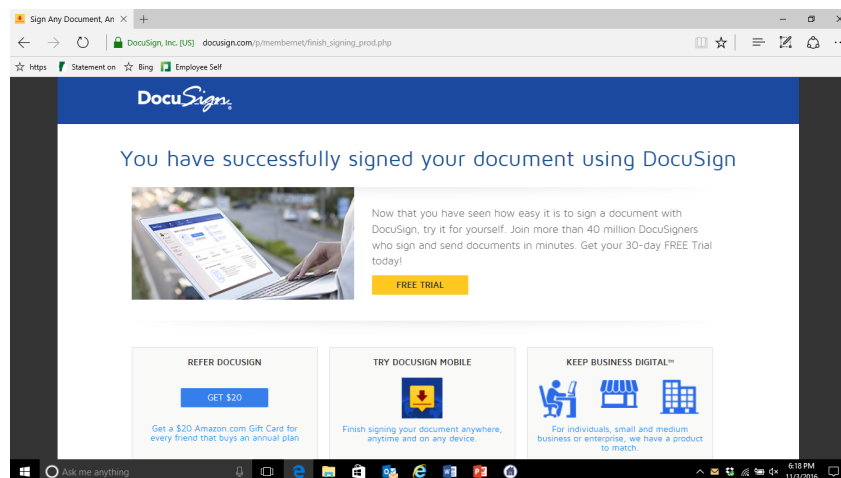 Sign Any Document, An
DocuSign, Inc. [US] docusign.com/p/membernet/finish_signing_prod.php
https Statement on Bing Employee Self
DocuSign
You have successfully signed your document using DocuSign
Now that you have seen how easy it is to sign a document with
DocuSign, try it for yourself. Join more than 40 million DocuSigners
who sign and send documents in minutes. Get your 30-day FREE Trial
today!
FREE TRIAL
REFER DOCUSIGN
GET $20
Get a $20 Amazon.com Gift Card for
every friend that buys an annual plan
TRY DOCUSIGN MOBILE
Finish signing your document anywhere,
anytime and on any device.
KEEP BUSINESS DIGITAL™
For individuals, small and medium
business or enterprise, we have a product
to match.
Ask me anything
6:18 PM
11/3/2016